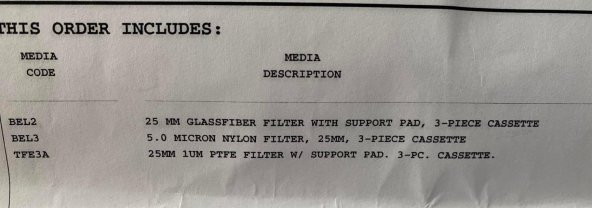 THIS ORDER INCLUDES:
MEDIA CODE MEDIA DESCRIPTION
BEL2 25 MM GLASSFIBER FILTER WITH SUPPORT PAD, 3-PIECE CASSETTE
BEL3 5.0 MICRON NYLON FILTER, 25MM, 3-PIECE CASSETTE
TFE3A 25MM 1UM PTFE FILTER W/ SUPPORT PAD. 3-PC. CASSETTE.